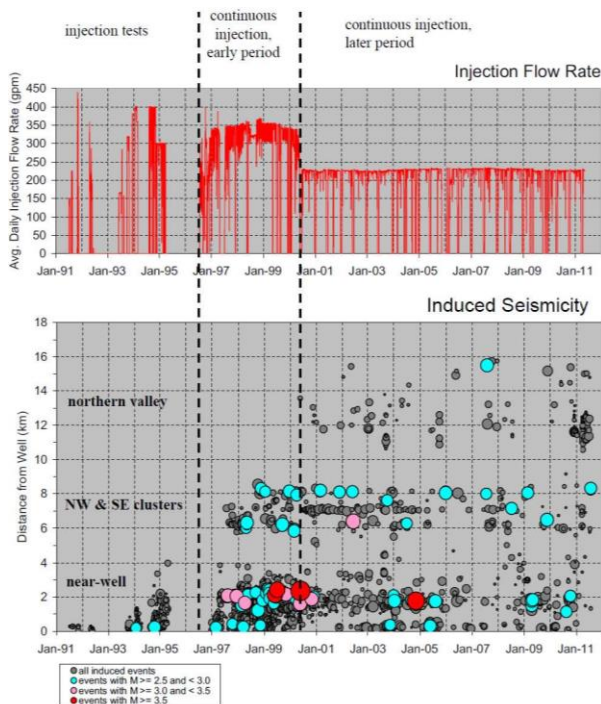 injection tests
continuous
injection,
early period
continuous injection,
later period
Injection Flow Rate
Avg. Daily Injection Flow Rate (gpm)
450
400
350
300
250
200
150
100
50
0
Jan-91 Jan-93 Jan-95 Jan-97 Jan-99 Jan-01 Jan-03 Jan-05 Jan-07 Jan-09 Jan-11
Induced Seismicity
Distance from Well (km)
18
16
14
12
10
8
6
4
2
0
northern valley
NW & SE clusters
near-well
Jan-91 Jan-93 Jan-95 Jan-97 Jan-99 Jan-01 Jan-03 Jan-05 Jan-07 Jan-09 Jan-11
all induced events
events with M >= 2.5 and < 3.0
events with M >= 3.0 and < 3.5
events with M >= 3.5